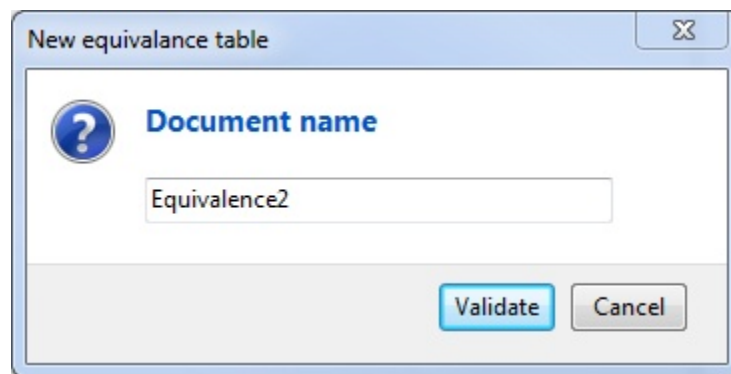 New equivalance table
Document name
Equivalence2
Validate Cancel